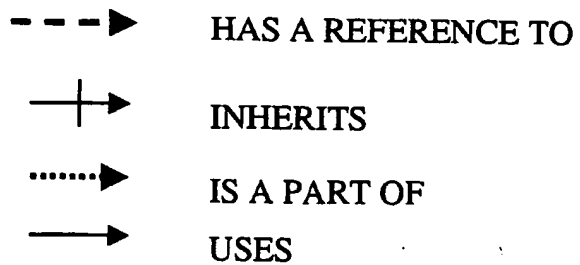 HAS A REFERENCE TO
INHERITS
IS A PART OF
USES